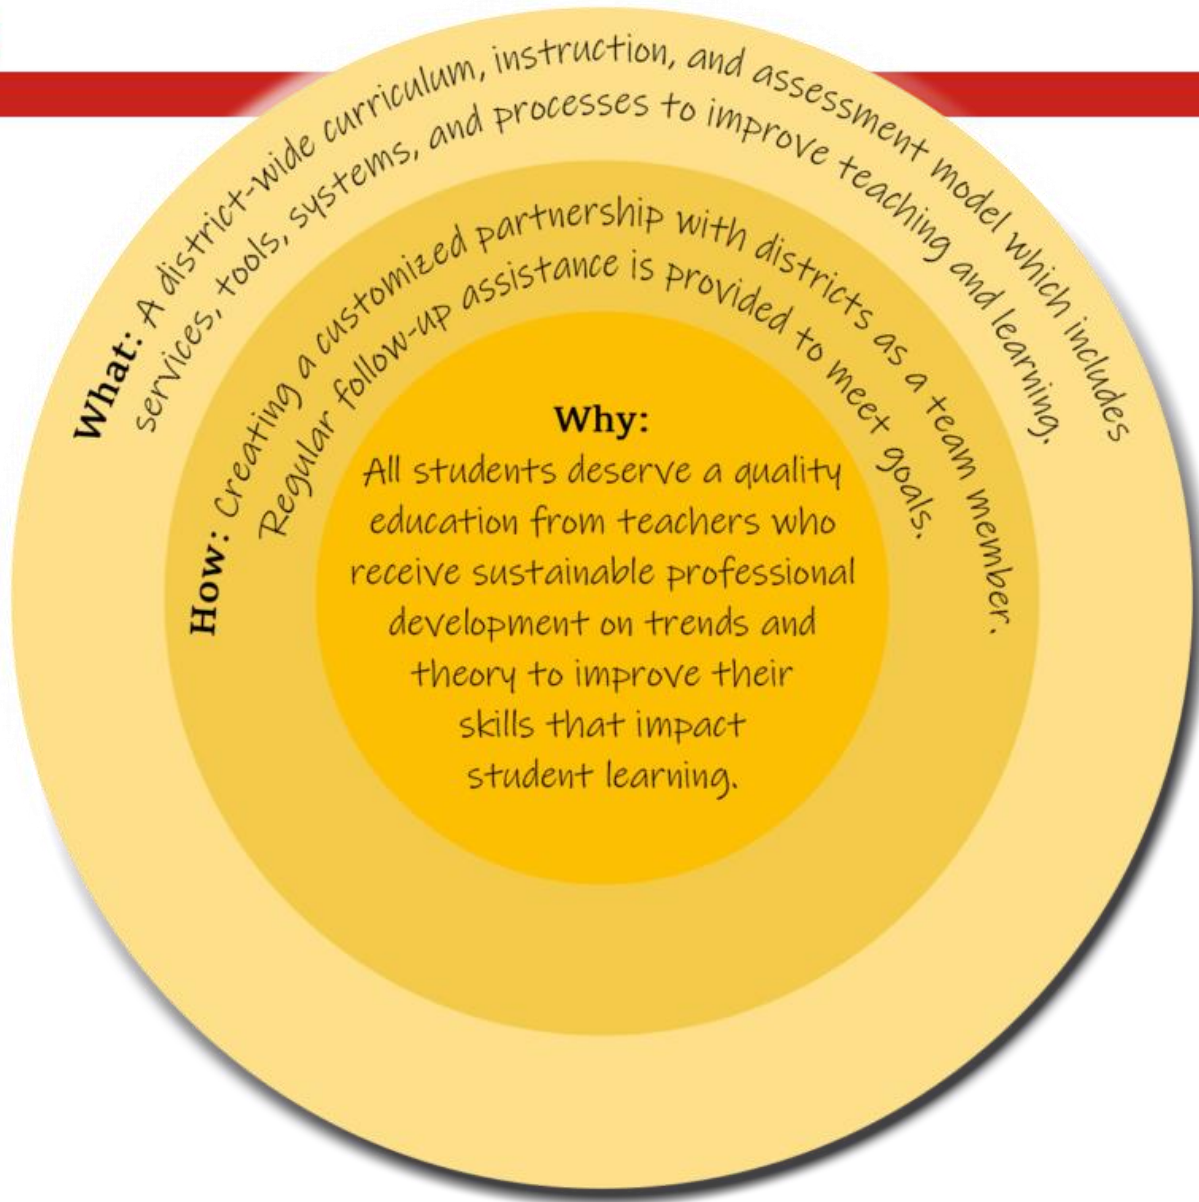 What: A district-wide curriculum, instruction, and assessment model which includes
services, tools, systems, and processes to improve teaching and learning.
How: Creating a customized partnership with districts as a team member.
Regular follow-up assistance is provided to meet goals.
Why:
All students deserve a quality
education from teachers who
receive sustainable professional
development on trends and
theory to improve their
skills that impact
student learning.